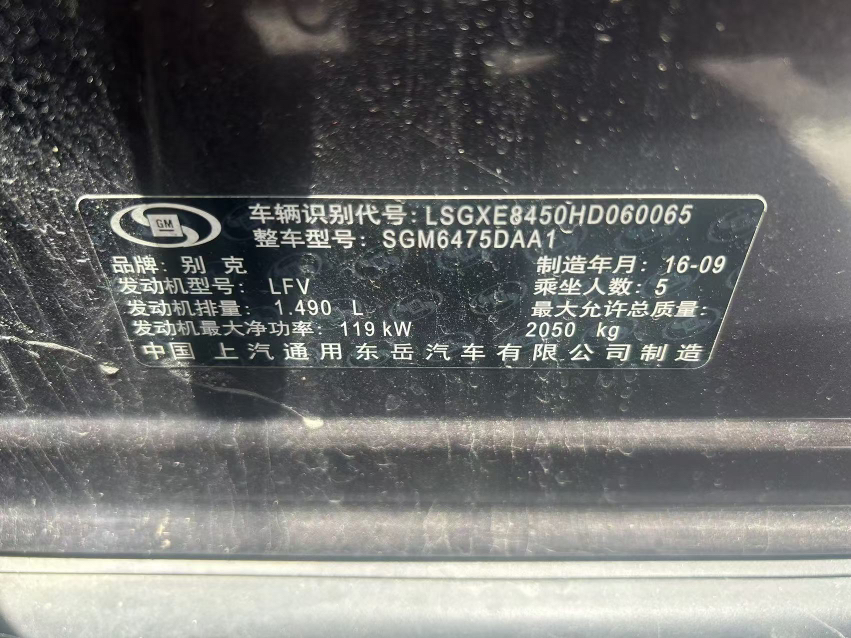 GM
车辆识别代号:LSGXE8450HD060065
整车型号: SGM6475DAA1
品牌: 别克 制造年月: 16-09
发动机型号: LFV 乘坐人数: 5
发动机排量: 1.490 L 最大允许总质量:
发动机最大净功率: 119 kW 2050 kg
中国上汽通用东岳汽车有限公司制造